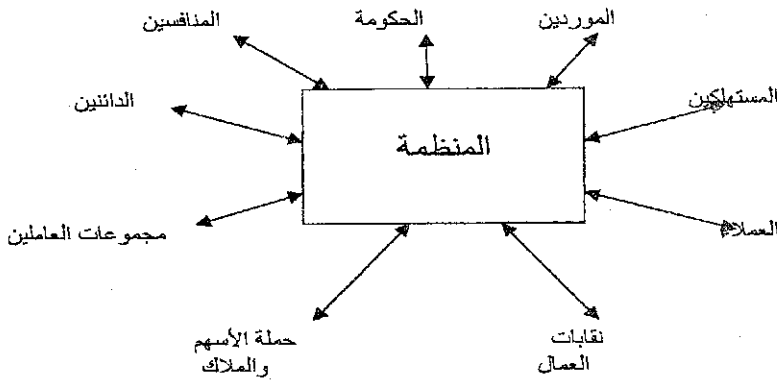 الموردين
الحكومة
المنافسين
المستهلكين
الدائنين
المنظمة
العملاء
مجموعات العاملين
نقابات
العمال
حملة الأسهم
والملاك